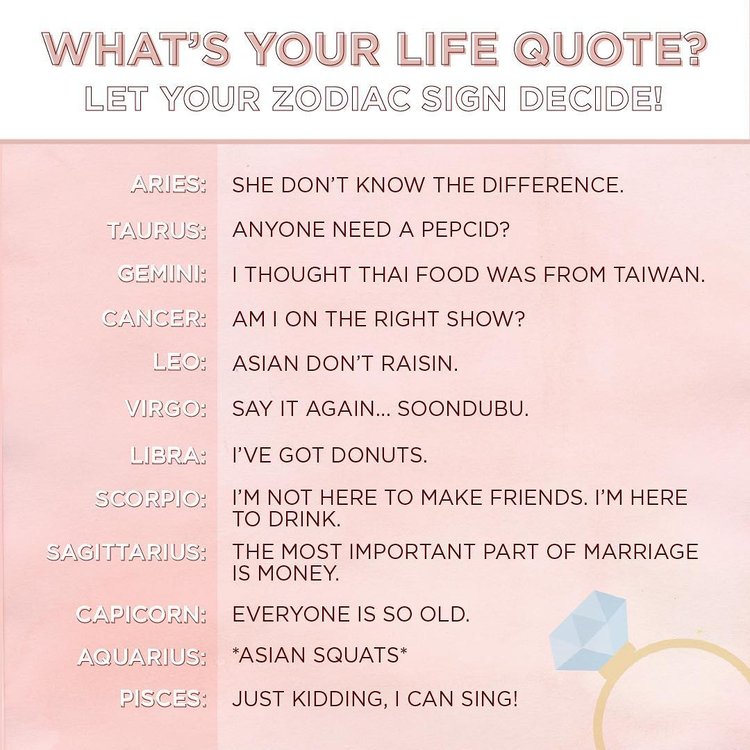 WHAT'S YOUR LIFE QUOTE?
LET YOUR ZODIAC SIGN DECIDE!
ARIES: SHE DON'T KNOW THE DIFFERENCE.
TAURUS: ANYONE NEED A PEPCID?
GEMINI: I THOUGHT THAI FOOD WAS FROM TAIWAN.
CANCER: AM I ON THE RIGHT SHOW?
LEO: ASIAN DON'T RAISIN.
VIRGO: SAY IT AGAIN... SOONDUBU.
LIBRA: I'VE GOT DONUTS.
SCORPIO: I'M NOT HERE TO MAKE FRIENDS. I'M HERE
TO DRINK.
SAGITTARIUS: THE MOST IMPORTANT PART OF MARRIAGE
IS MONEY.
CAPICORN: EVERYONE IS SO OLD.
AQUARIUS: *ASIAN SQUATS*
PISCES: JUST KIDDING, I CAN SING!